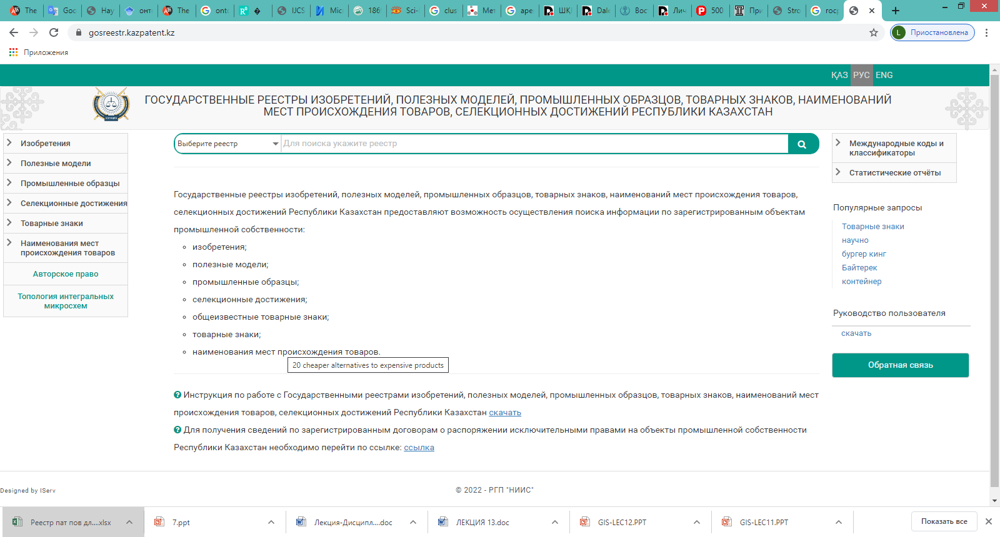 The
Goc
Нау
онт
The
onto
IJCS
Mic
186
Sci-
clus
Мет
аре
ШК
Dale
Вос
Лич
500
При
Stro
госр
gosreestr.kazpatent.kz
L
Приостановлена
Приложения
ҚАЗ РУС ENG
ГОСУДАРСТВЕННЫЕ РЕЕСТРЫ ИЗОБРЕТЕНИЙ, ПОЛЕЗНЫХ МОДЕЛЕЙ, ПРОМЫШЛЕННЫХ ОБРАЗЦОВ, ТОВАРНЫХ ЗНАКОВ, НАИМЕНОВАНИЙ
МЕСТ ПРОИСХОЖДЕНИЯ ТОВАРОВ, СЕЛЕКЦИОННЫХ ДОСТИЖЕНИЙ РЕСПУБЛИКИ КАЗАХСТАН
Изобретения
Полезные модели
Промышленные образцы
Селекционные достижения
Товарные знаки
Наименования мест
происхождения товаров
Авторское право
Топология интегральных
микросхем
Выберите реестр
Для поиска укажите реестр
Государственные реестры изобретений, полезных моделей, промышленных образцов, товарных знаков, наименований мест происхождения товаров,
селекционных достижений Республики Казахстан предоставляют возможность осуществления поиска информации по зарегистрированным объектам
промышленной собственности:
изобретения;
полезные модели;
промышленные образцы;
селекционные достижения;
общеизвестные товарные знаки;
товарные знаки;
наименования мест происхождения товаров.
20 cheaper alternatives to expensive products
Инструкция по работе с Государственными реестрами изобретений, полезных моделей, промышленных образцов, товарных знаков, наименований мест
происхождения товаров, селекционных достижений Республики Казахстан скачать
Для получения сведений по зарегистрированным договорам о распоряжении исключительными правами на объекты промышленной собственности
Республики Казахстан необходимо перейти по ссылке: ссылка
Международные коды и
классификаторы
Статистические отчёты
Популярные запросы
Товарные знаки
научно
бургер кинг
Байтерек
контейнер
Руководство пользователя
скачать
Обратная связь
Designed by IServ
© 2022 - РГП "НИИС"
Реестр пат пов дл....xlsx
7.ppt
Лекция-Дисципл....doc
ЛЕКЦИЯ 13.doc
GIS-LEC12.PPT
GIS-LEC11.PPT
Показать все